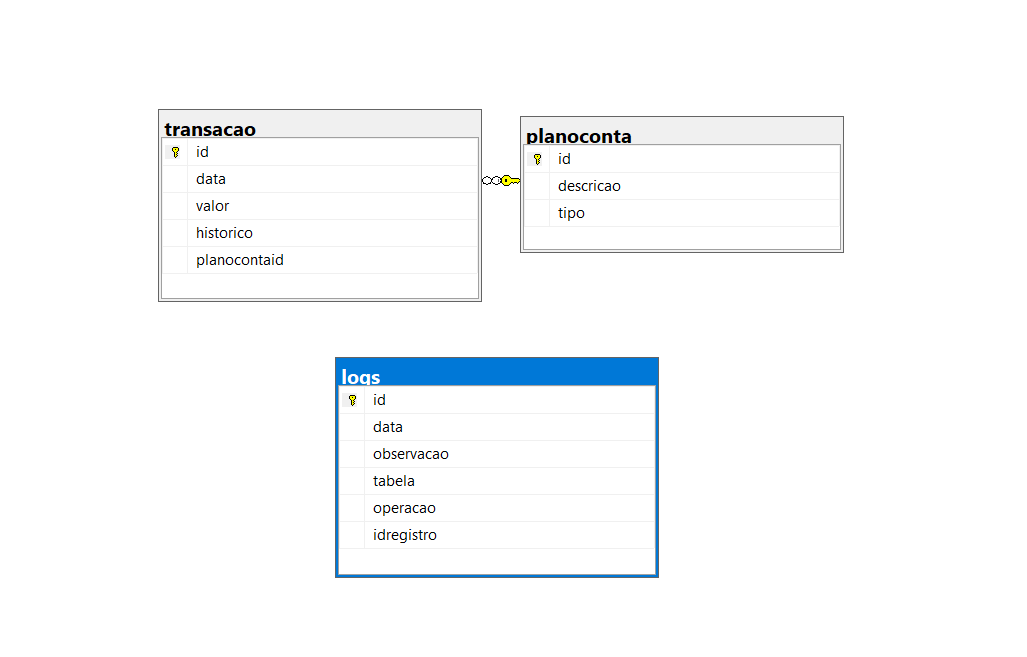 transacao
id
data
valor
historico
planocontaid
planoconta
id
descricao
tipo
logs
id
data
observacao
tabela
operacao
idregistro